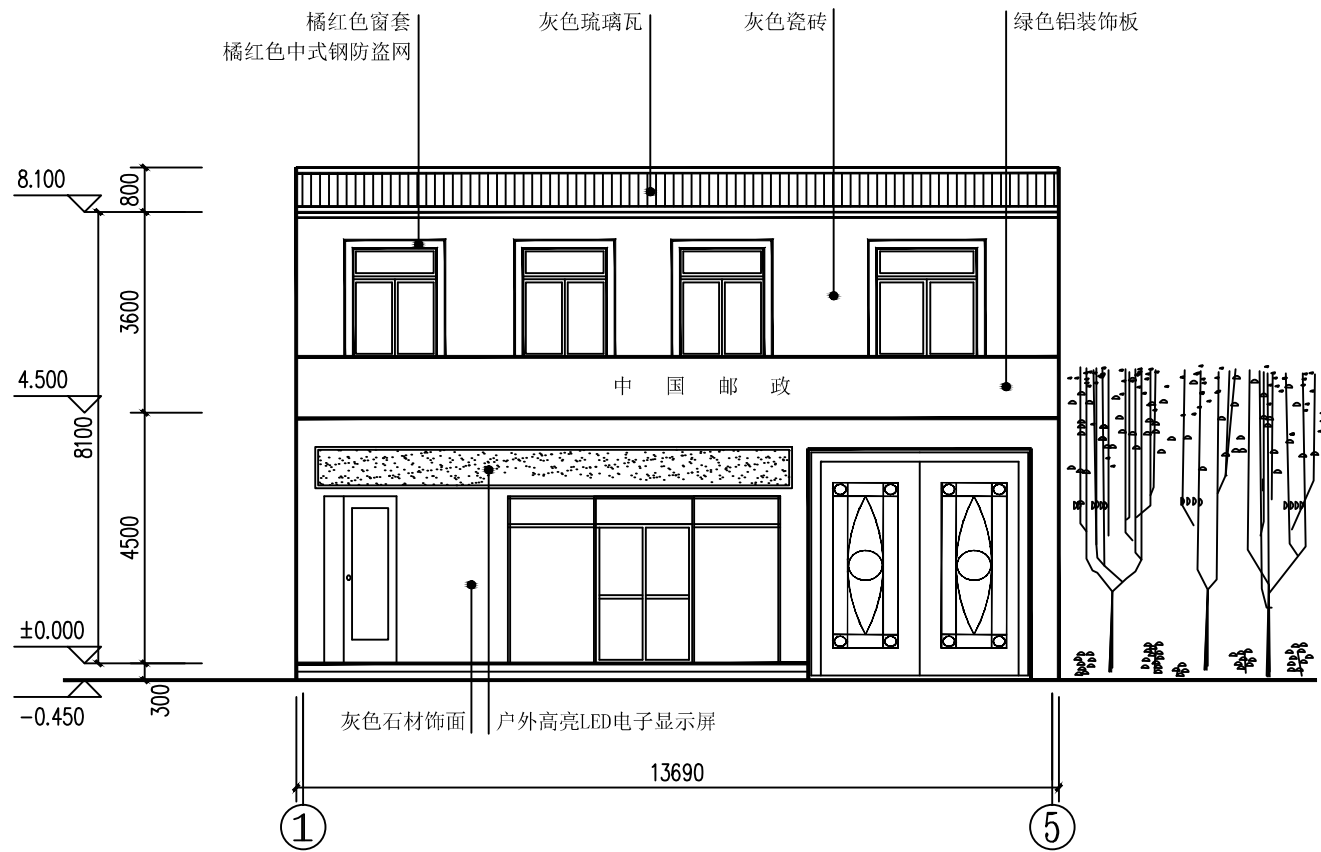 橘红色窗套
橘红色中式钢防盗网
灰色琉璃瓦
灰色瓷砖
绿色铝装饰板
8.100
800
3600
4.500
8100
中国邮政
4500
±0.000
-0.450
300
灰色石材饰面
户外高亮LED电子显示屏
13690
1
5